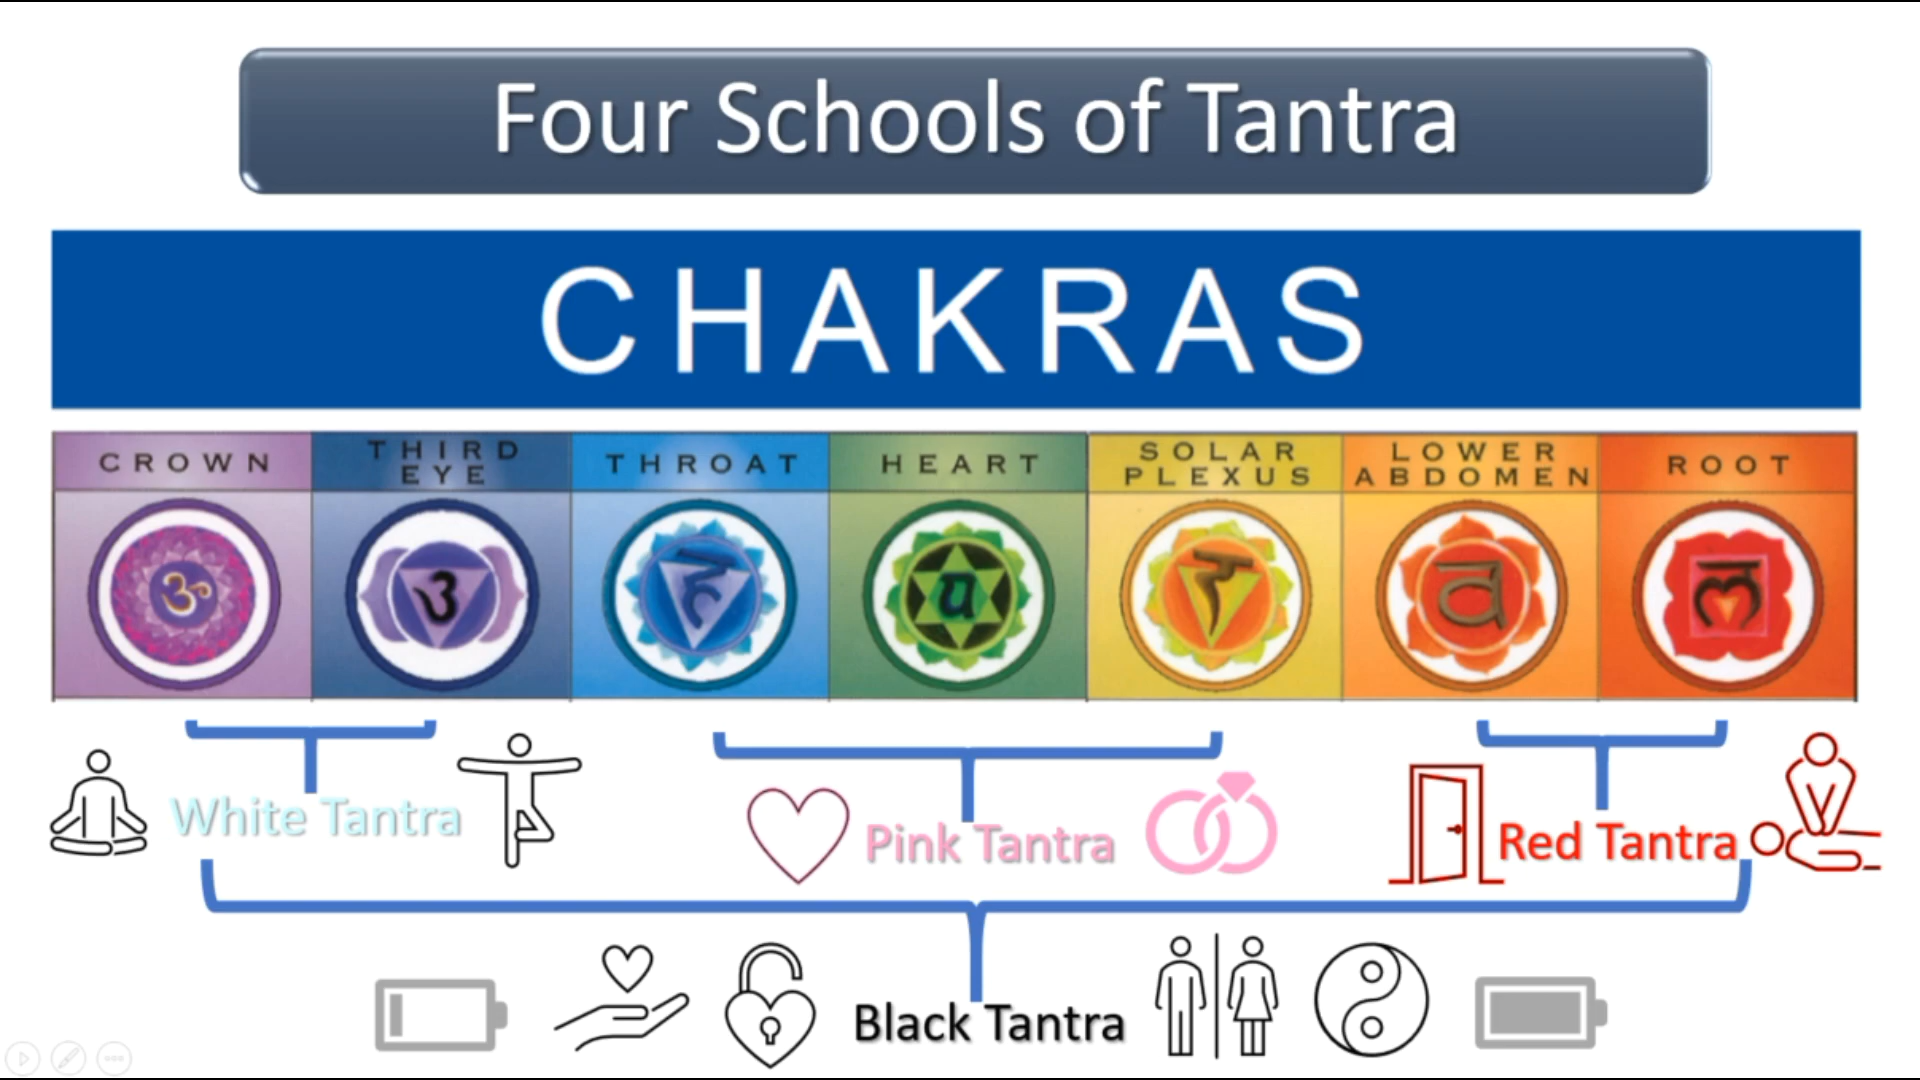 Four Schools of Tantra
CHAKRAS
CROWN
THIRD
EYE
THROAT
HEART
SOLAR
PLEXUS
LOWER
ABDOMEN
ROOT
ॐ
३
हं
य
र
व
ल
White Tantra
Pink Tantra
Red Tantra
Black Tantra